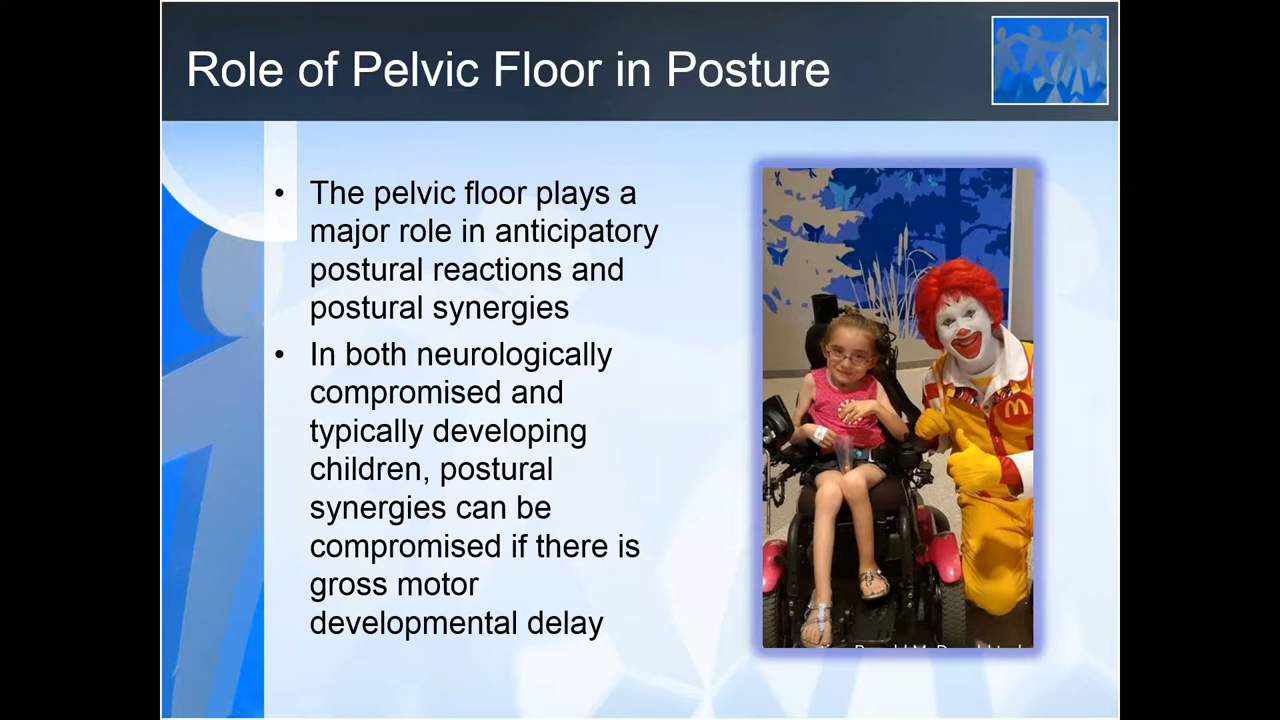 Role of Pelvic Floor in Posture
• The pelvic floor plays a
major role in anticipatory
postural reactions and
postural synergies
• In both neurologically
compromised and
typically developing
children, postural
synergies can be
compromised if there is
gross motor
developmental delay